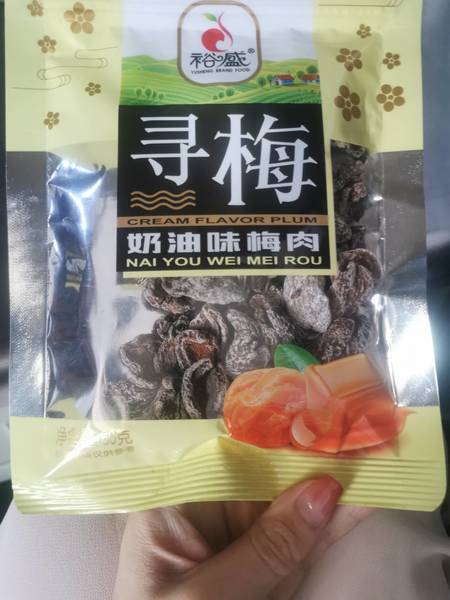 裕盛®
YUSHENG BRAND FOOD
寻梅
CREAM FLAVOR PLUM
奶油味梅肉
NAI YOU WEI MEI ROU